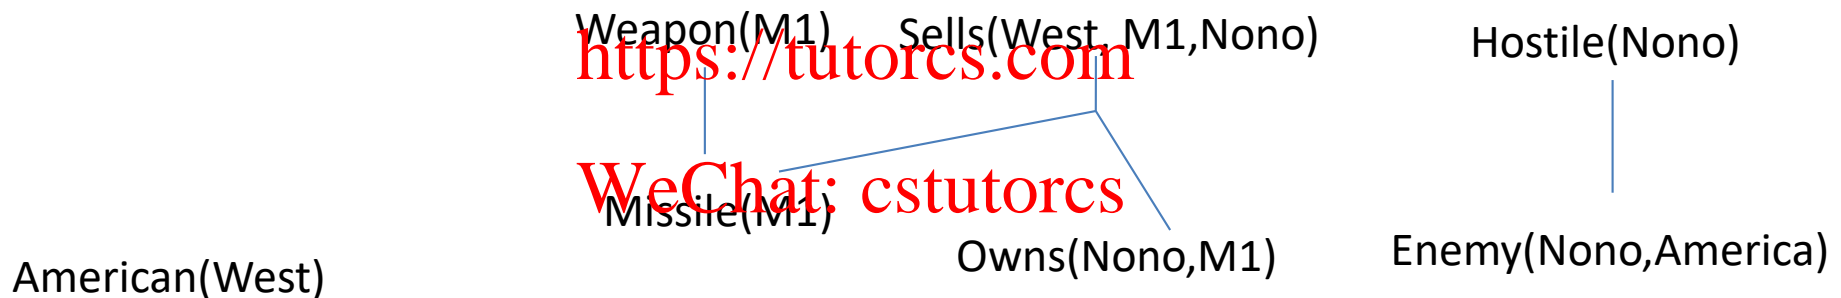 Weapon(M1) Sells(West, M1,Nono) Hostile(Nono)
https://tutorcs.com
WeChat: cstutorcs
Missile(M1)
Owns(Nono,M1) Enemy(Nono,America)
American(West)